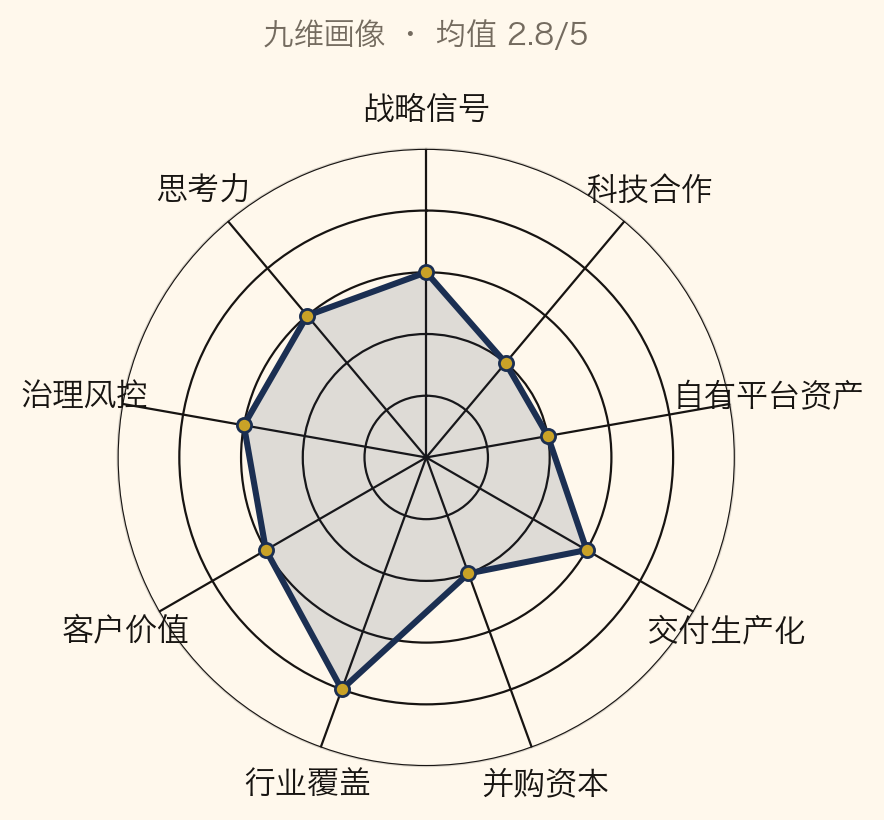 九维画像 · 均值 2.8/5
战略信号
思考力
科技合作
治理风控
自有平台资产
客户价值
交付生产化
行业覆盖
并购资本